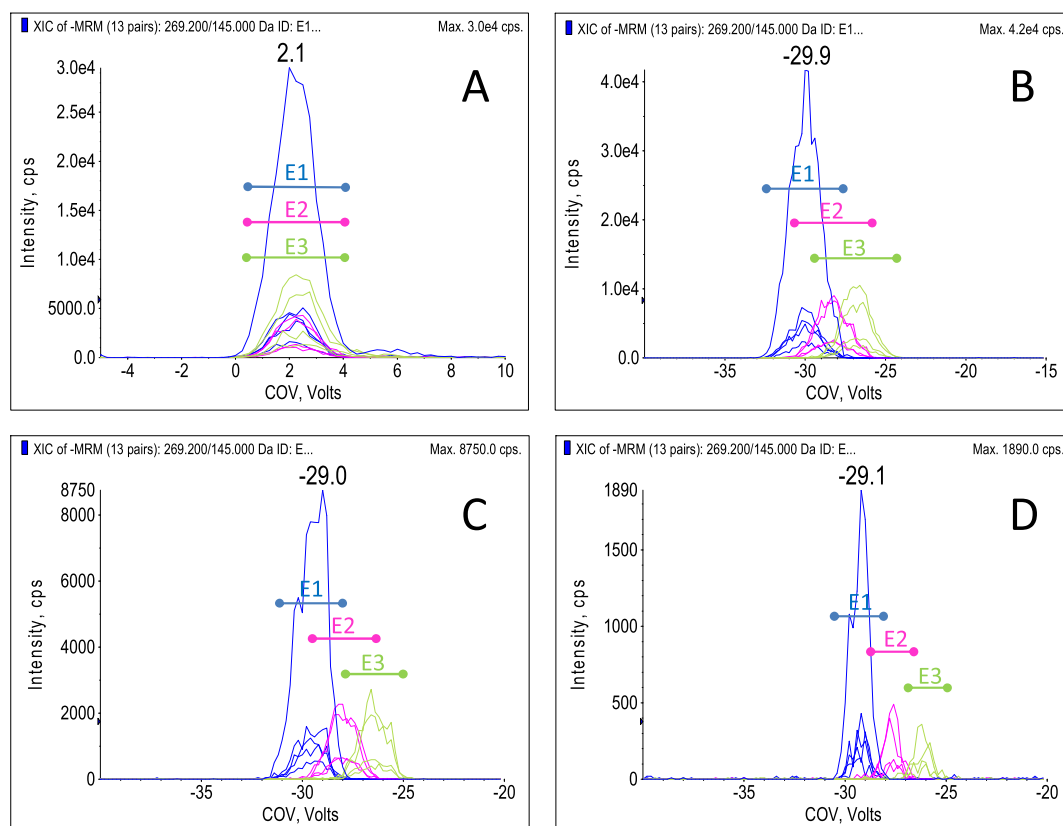 XIC of -MRM (13 pairs): 269.200/145.000 Da ID: E1... Max. 3.0e4 cps.
2.1
A
3.0e4
2.5e4
2.0e4
1.5e4
1.0e4
5000.0
0.0
Intensity, cps
E1
E2
E3
-4 -2 0 2 4 6 8 10
COV, Volts
XIC of -MRM (13 pairs): 269.200/145.000 Da ID: E1... Max. 4.2e4 cps.
-29.9
B
4.0e4
3.0e4
2.0e4
1.0e4
0.0
Intensity, cps
E1
E2
E3
-35 -30 -25 -20 -15
COV, Volts
XIC of -MRM (13 pairs): 269.200/145.000 Da ID: E... Max. 8750.0 cps.
-29.0
C
8750
8000
6000
4000
2000
0
Intensity, cps
E1
E2
E3
-35 -30 -25 -20
COV, Volts
XIC of -MRM (13 pairs): 269.200/145.000 Da ID: E... Max. 1890.0 cps.
-29.1
D
1890
1500
1000
500
0
Intensity, cps
E1
E2
E3
-35 -30 -25 -20
COV, Volts